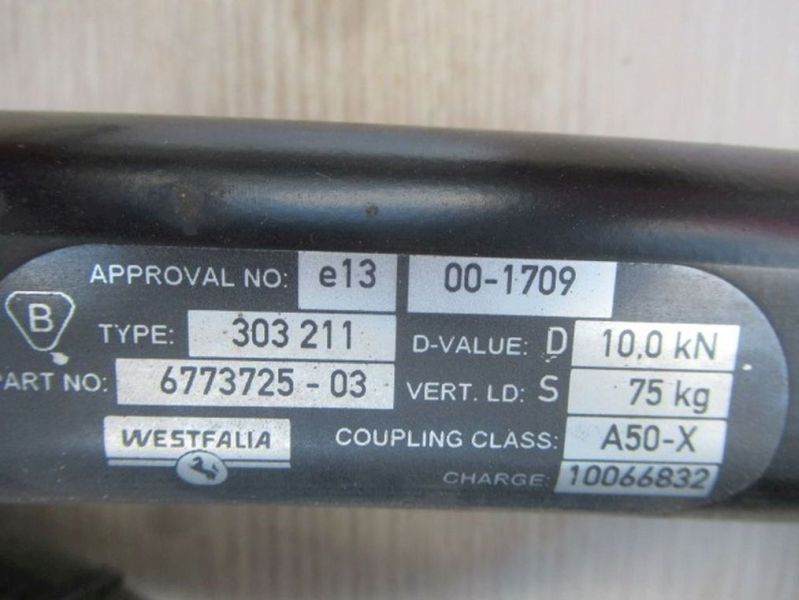 APPROVAL NO: e13 00-1709
B
TYPE: 303 211 D-VALUE: D 10,0 kN
PART NO: 6773725 - 03 VERT. LD: S 75 kg
WESTFALIA COUPLING CLASS: A50-X
CHARGE: 10066832